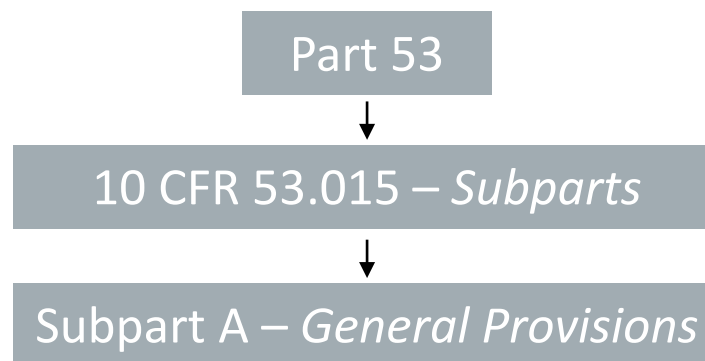 Part 53
10 CFR 53.015 – Subparts
Subpart A – General Provisions